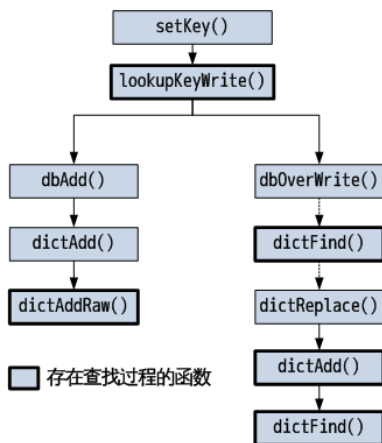 setKey()
lookupKeyWrite()
dbAdd()
dbOverWrite()
dictAdd()
dictFind()
dictAddRaw()
dictReplace()
存在查找过程的函数
dictAdd()
dictFind()